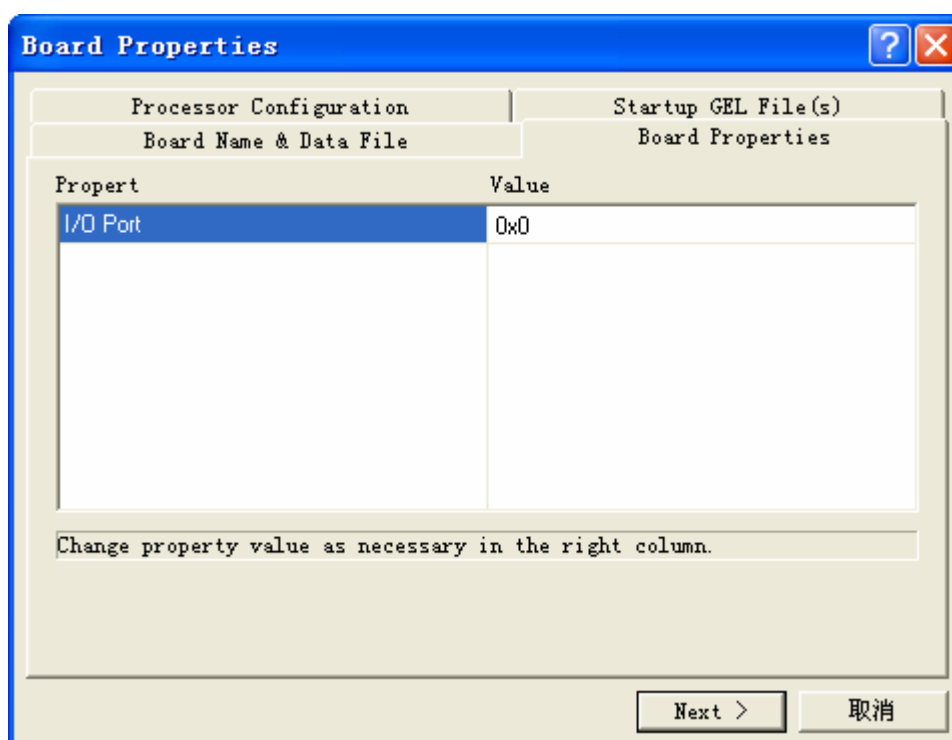 Board Properties
Processor Configuration
Startup GEL File(s)
Board Name & Data File
Board Properties
Propert
Value
I/O Port
0x0
Change property value as necessary in the right column.
Next >
取消